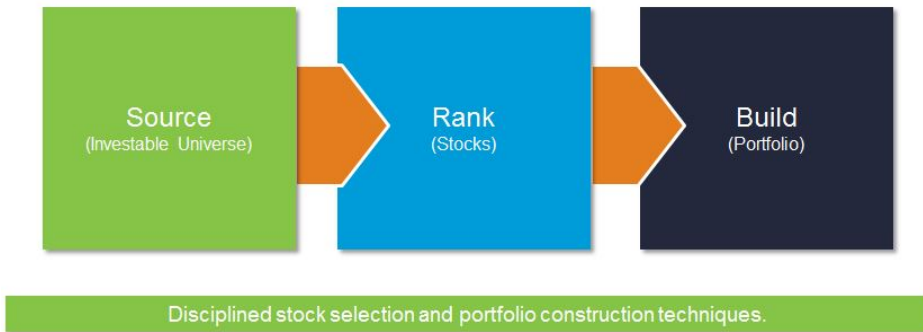 Source
(Investable Universe)
Rank
(Stocks)
Build
(Portfolio)
Disciplined stock selection and portfolio construction techniques.